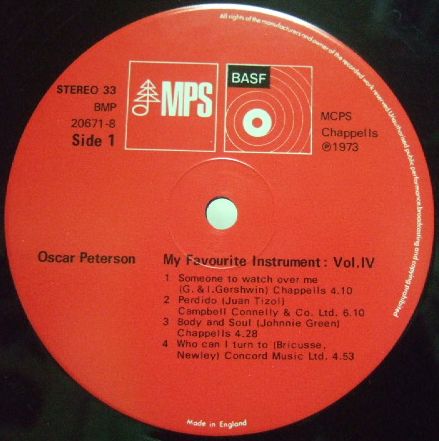 All rights of the manufacturers and owner of the recorded work reserved. Unauthorised public performance, broadcasting and copying prohibited
STEREO 33
BMP
20671-8
Side 1
MPS
BASF
MCPS
Chappells
℗1973
Oscar Peterson
My Favourite Instrument: Vol.IV
1 Someone to watch over me
(G. & I.Gershwin) Chappells 4.10
2 Perdido (Juan Tizol)
Campbell Connelly & Co. Ltd. 6.10
3 Body and Soul (Johnnie Green)
Chappells 4.28
4 Who can I turn to (Bricusse,
Newley) Concord Music Ltd. 4.53
Made in England